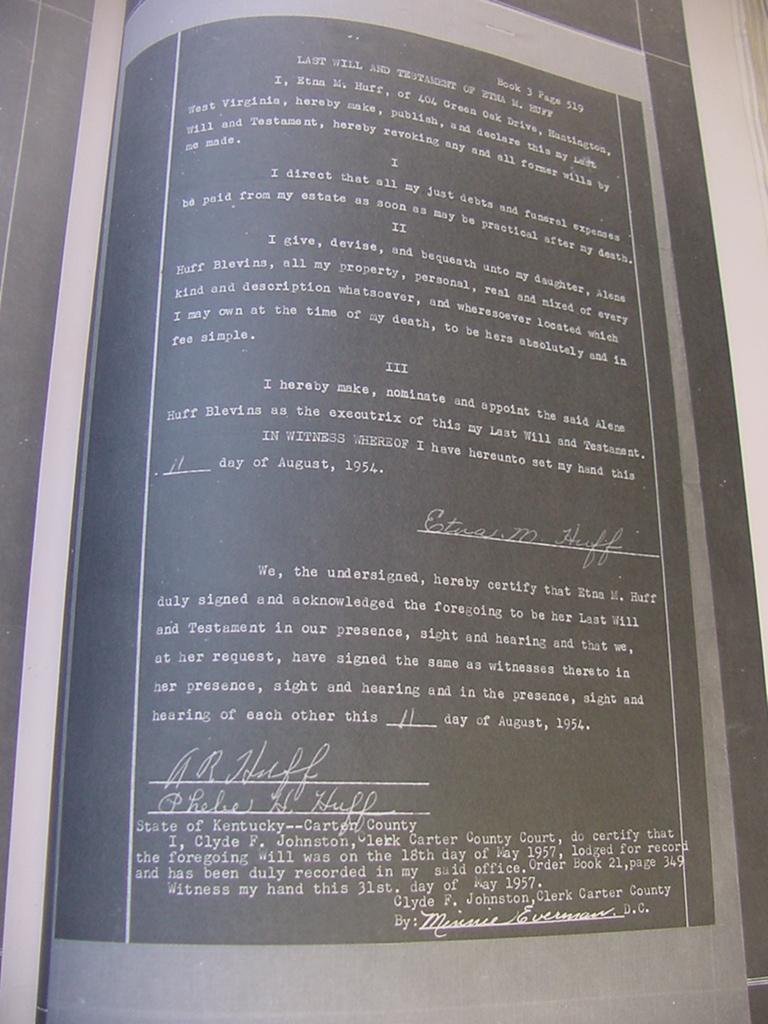 Book 3 Page 519
LAST WILL AND TESTAMENT OF ETNA M. HUFF
I, Etna M. Huff, of 404 Green Oak Drive, Huntington,
West Virginia, hereby make, publish, and declare this my Last
Will and Testament, hereby revoking any and all former wills by
me made.
I
I direct that all my just debts and funeral expenses
be paid from my estate as soon as may be practical after my death.
II
I give, devise, and bequeath unto my daughter, Alene
Huff Blevins, all my property, personal, real and mixed of every
kind and description whatsoever, and wheresoever located which
I may own at the time of my death, to be hers absolutely and in
fee simple.
III
I hereby make, nominate and appoint the said Alene
Huff Blevins as the executrix of this my Last Will and Testament.
IN WITNESS WHEREOF I have hereunto set my hand this
11 day of August, 1954.
Etna. M. Huff
We, the undersigned, hereby certify that Etna M. Huff
duly signed and acknowledged the foregoing to be her Last Will
and Testament in our presence, sight and hearing and that we,
at her request, have signed the same as witnesses thereto in
her presence, sight and hearing and in the presence, sight and
hearing of each other this 11 day of August, 1954.
A R Huff
Phebe H. Huff
State of Kentucky--Carter County
I, Clyde F. Johnston, Clerk Carter County Court, do certify that
the foregoing Will was on the 18th day of May 1957, lodged for record
and has been duly recorded in my said office. Order Book 21, page 349
Witness my hand this 31st. day of May 1957.
Clyde F. Johnston, Clerk Carter County
By: Minnie Everman D.C.